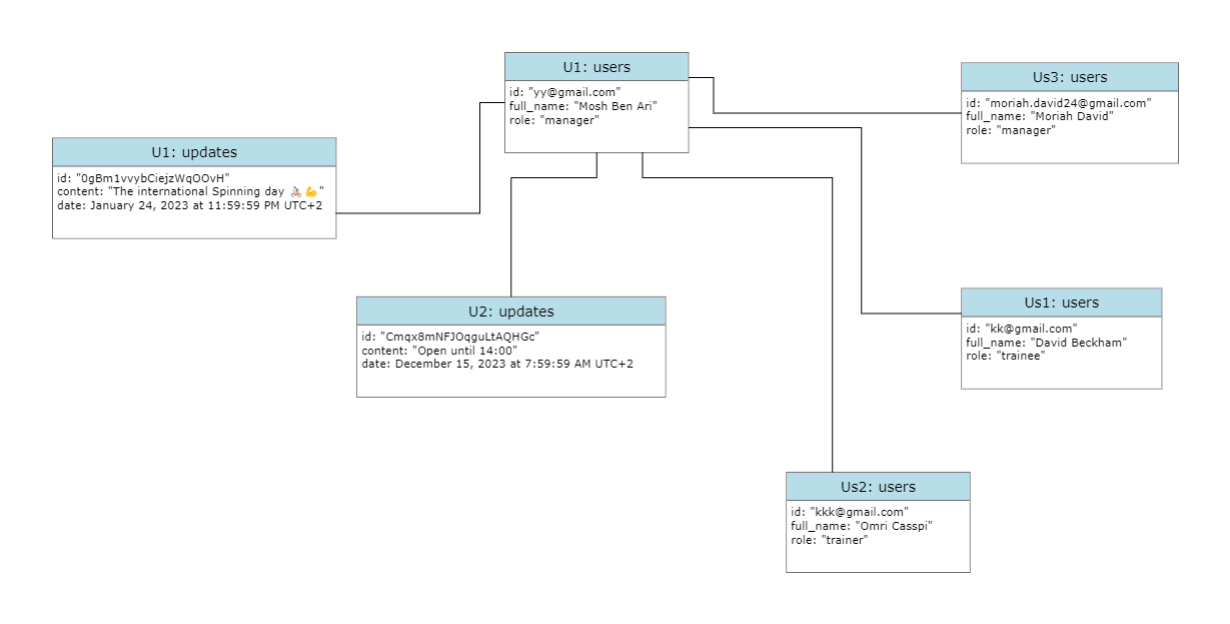 U1: users
id: "yy@gmail.com"
full_name: "Mosh Ben Ari"
role: "manager"
Us3: users
id: "moriah.david24@gmail.com"
full_name: "Moriah David"
role: "manager"
U1: updates
id: "0gBm1vvybCiejzWqOOvH"
content: "The international Spinning day 🚴💪"
date: January 24, 2023 at 11:59:59 PM UTC+2
U2: updates
id: "Cmqx8mNFJOqguLtAQHGc"
content: "Open until 14:00"
date: December 15, 2023 at 7:59:59 AM UTC+2
Us1: users
id: "kk@gmail.com"
full_name: "David Beckham"
role: "trainee"
Us2: users
id: "kkk@gmail.com"
full_name: "Omri Casspi"
role: "trainer"